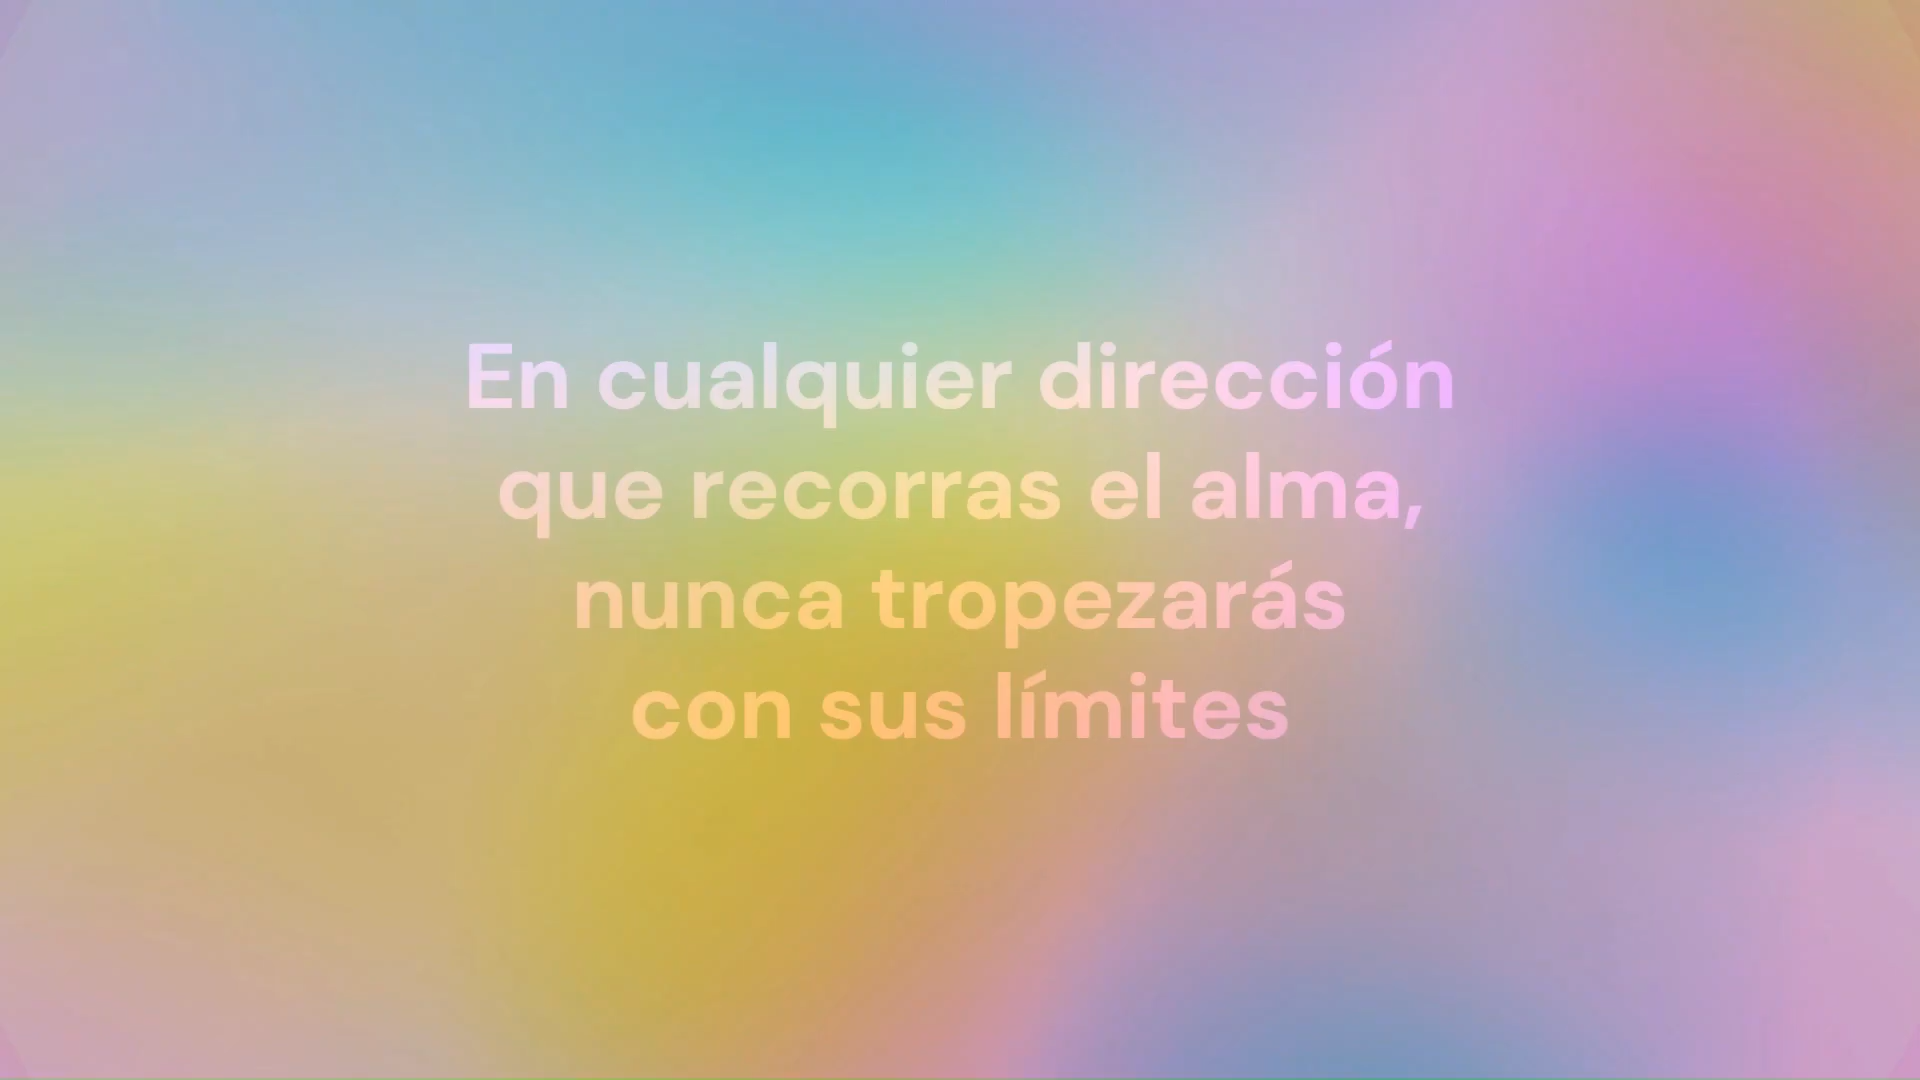 En cualquier dirección
que recorras el alma,
nunca tropezarás
con sus límites